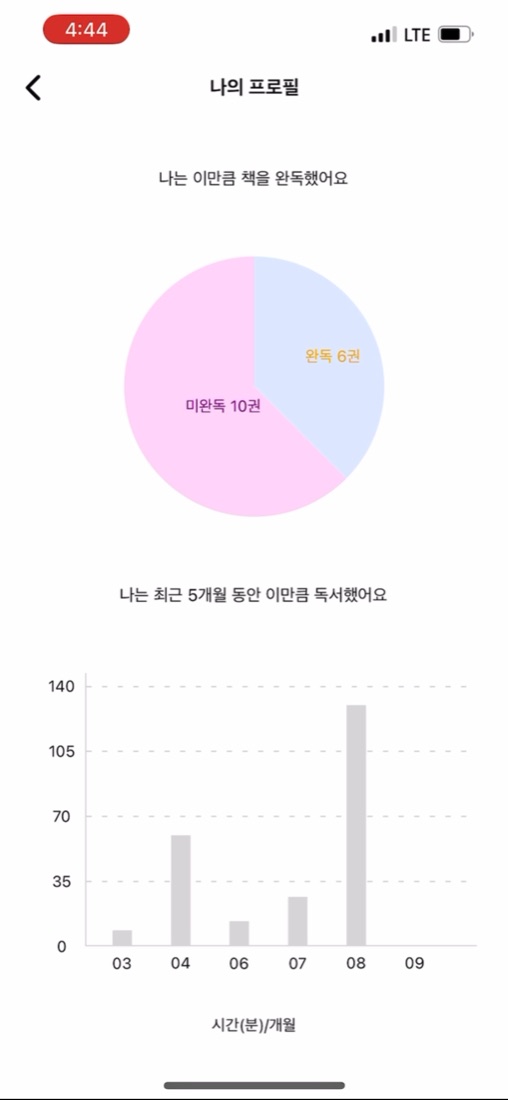 4:44 LTE
나의 프로필
나는 이만큼 책을 완독했어요
완독 6권
미완독 10권
나는 최근 5개월 동안 이만큼 독서했어요
140
105
70
35
0
03 04 06 07 08 09
시간(분)/개월